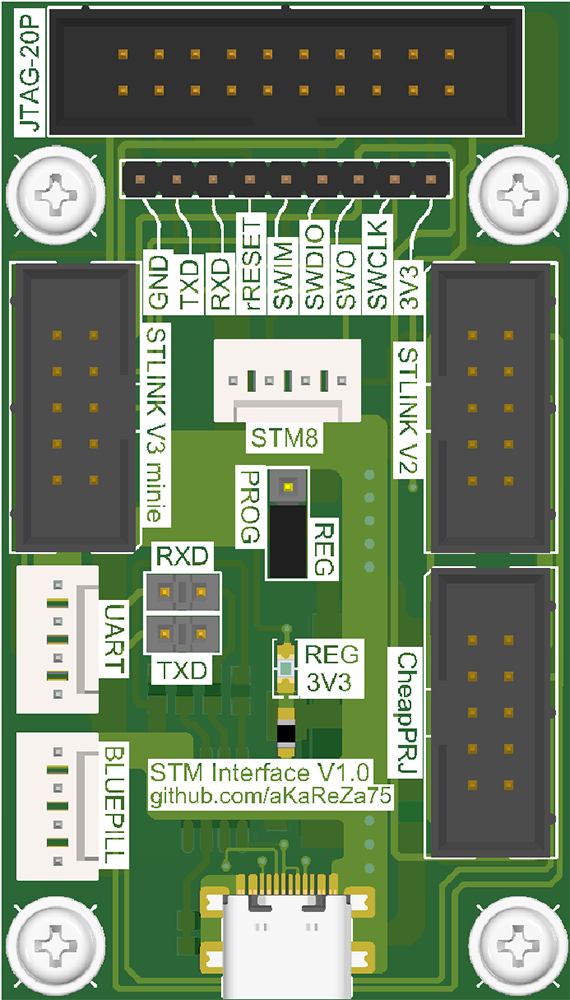 JTAG-20P
GND
TXD
RXD
rRESET
SWIM
SWDIO
SWO
SWCLK
3V3
STLINK V3 minie
STM8
STLINK V2
PROG
REG
RXD
TXD
UART
REG
3V3
CheapPRJ
BLUEPILL
STM Interface V1.0
github.com/aKaReZa75